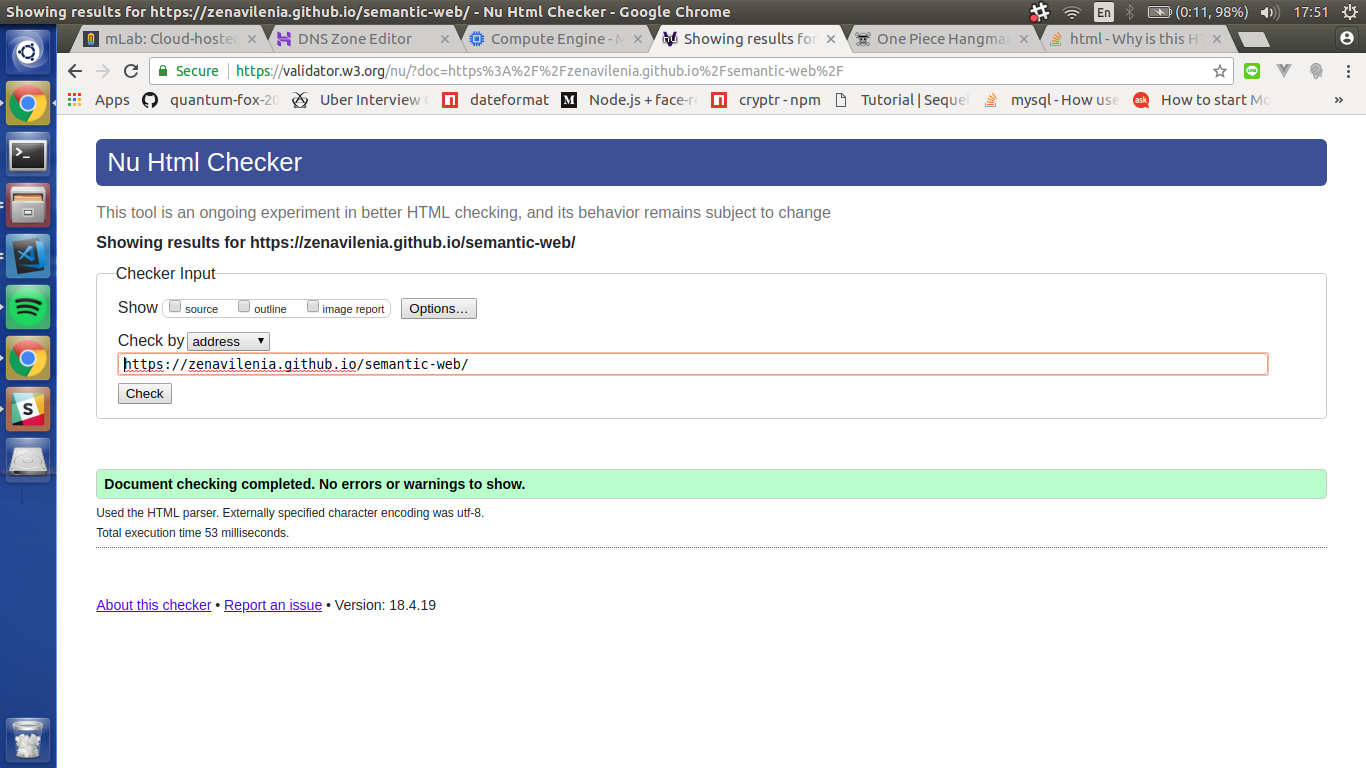 Showing results for https://zenavilenia.github.io/semantic-web/ - Nu Html Checker - Google Chrome
En (0:11, 98%) 17:51
mLab: Cloud-hoste
DNS Zone Editor
Compute Engine - M
Showing results for
One Piece Hangma
html - Why is this HT
Secure https://validator.w3.org/nu/?doc=https%3A%2F%2Fzenavilenia.github.io%2Fsemantic-web%2F
Apps quantum-fox-20 Uber Interview dateformat Node.js + face-r cryptr - npm Tutorial | Sequel mysql - How use How to start Mo »
Nu Html Checker
This tool is an ongoing experiment in better HTML checking, and its behavior remains subject to change
Showing results for https://zenavilenia.github.io/semantic-web/
Checker Input
Show source outline image report Options…
Check by address
https://zenavilenia.github.io/semantic-web/
Check
Document checking completed. No errors or warnings to show.
Used the HTML parser. Externally specified character encoding was utf-8.
Total execution time 53 milliseconds.
About this checker • Report an issue • Version: 18.4.19